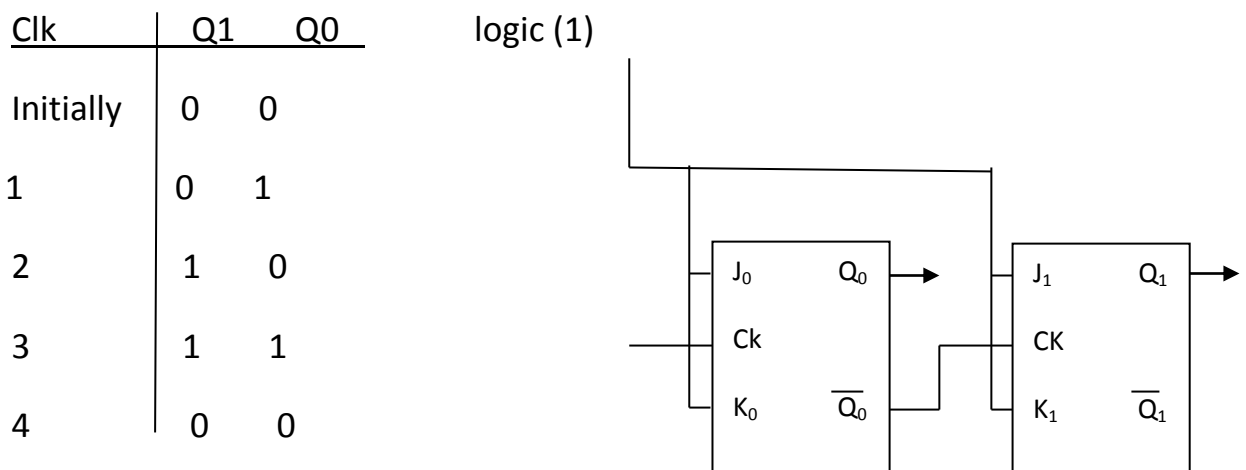 Clk Q1 Q0 logic (1)
Initially 0 0
1 0 1
2 1 0
3 1 1
4 0 0
J₀ Q₀ J₁ Q₁
Ck CK
K₀ Q̅₀ K₁ Q̅₁